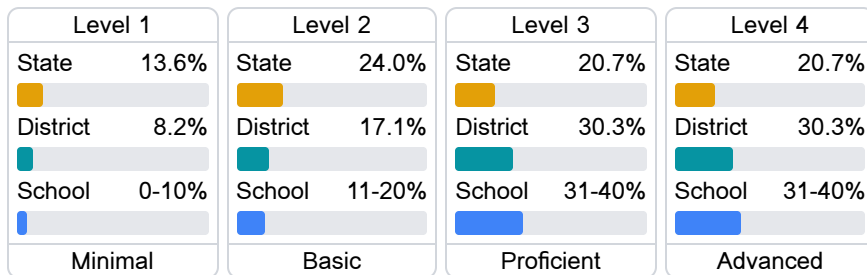 Level 1
State 13.6%
District 8.2%
School 0-10%
Minimal
Level 2
State 24.0%
District 17.1%
School 11-20%
Basic
Level 3
State 20.7%
District 30.3%
School 31-40%
Proficient
Level 4
State 20.7%
District 30.3%
School 31-40%
Advanced